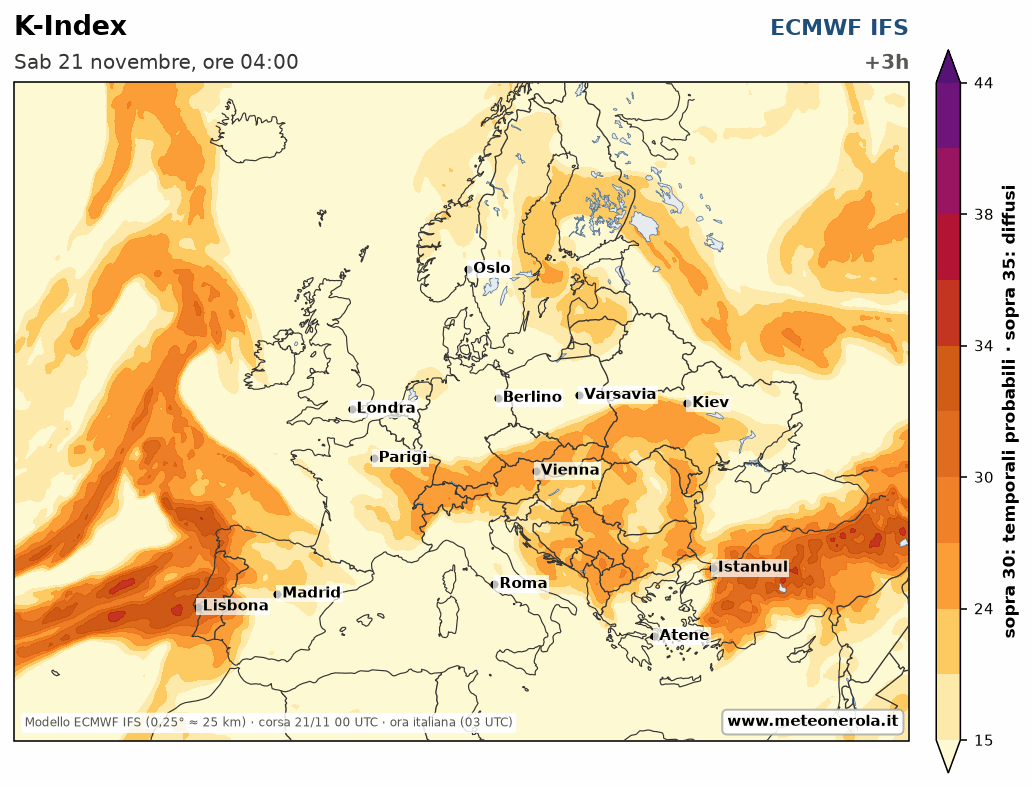 K-Index
ECMWF IFS
Sab 21 novembre, ore 04:00
+3h
44
38
34
30
24
15
sopra 30: temporali probabili · sopra 35: diffusi
Oslo
Berlino
Varsavia
Kiev
Londra
Parigi
Vienna
Istanbul
Roma
Madrid
Lisbona
Atene
Modello ECMWF IFS (0,25° ≈ 25 km) · corsa 21/11 00 UTC · ora italiana (03 UTC)
www.meteonerola.it